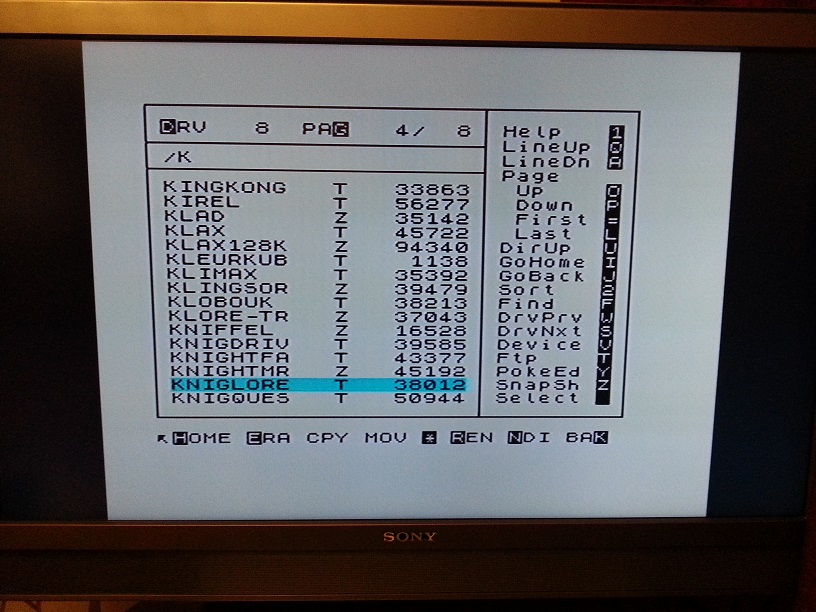 DRV 8 PAG 4/ 8
/K
KINGKONG T 33863
KIREL T 56277
KLAD Z 35142
KLAX T 45722
KLAX128K Z 94340
KLEURKUB T 1138
KLIMAX T 35392
KLINGSOR Z 39479
KLOBOUK T 38213
KLORE-TR Z 37043
KNIFFEL Z 16528
KNIGDRIV T 39585
KNIGHTFA T 43377
KNIGHTMR Z 45192
KNIGLORE T 38012
KNIGQUES T 50944
Help 1
LineUp Q
LineDn A
Page
Up O
Down P
First =
Last L
DirUp U
GoHome I
GoBack J
Sort 2
Find F
DrvPrv W
DrvNxt S
Device V
Ftp T
PokeEd Y
SnapSh Z
Select
HOME ERA CPY MOV * REN NDI BAK
SONY